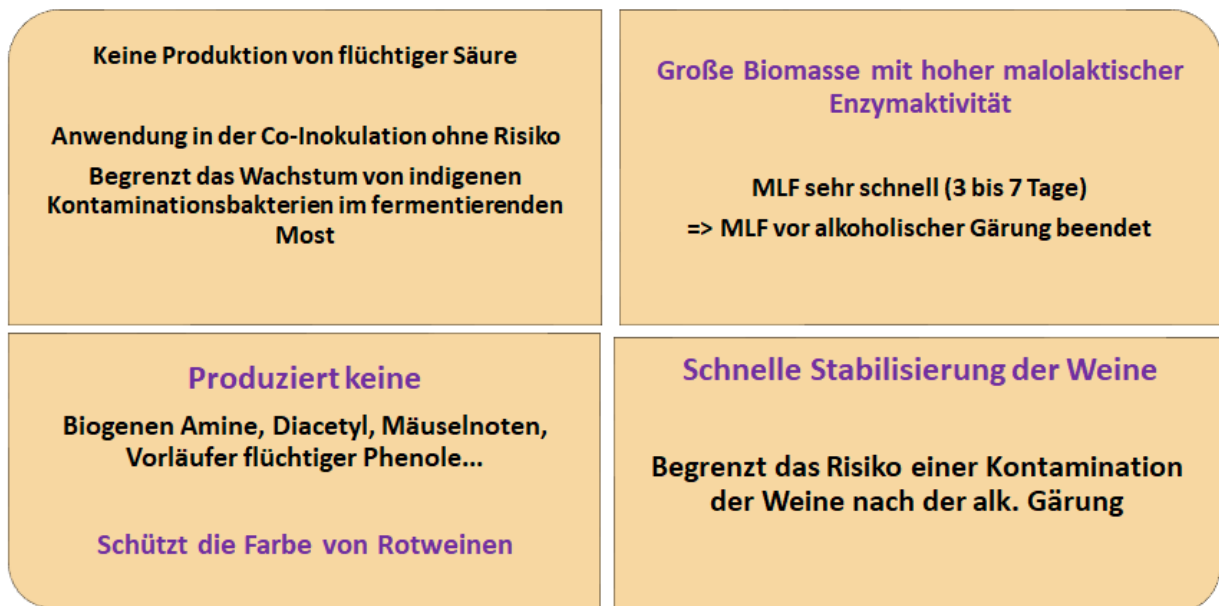 Keine Produktion von flüchtiger Säure
Anwendung in der Co-Inokulation ohne Risiko
Begrenzt das Wachstum von indigenen
Kontaminationsbakterien im fermentierenden
Most
Große Biomasse mit hoher malolaktischer
Enzymaktivität
MLF sehr schnell (3 bis 7 Tage)
=> MLF vor alkoholischer Gärung beendet
Produziert keine
Biogenen Amine, Diacetyl, Mäuselnoten,
Vorläufer flüchtiger Phenole...
Schützt die Farbe von Rotweinen
Schnelle Stabilisierung der Weine
Begrenzt das Risiko einer Kontamination
der Weine nach der alk. Gärung